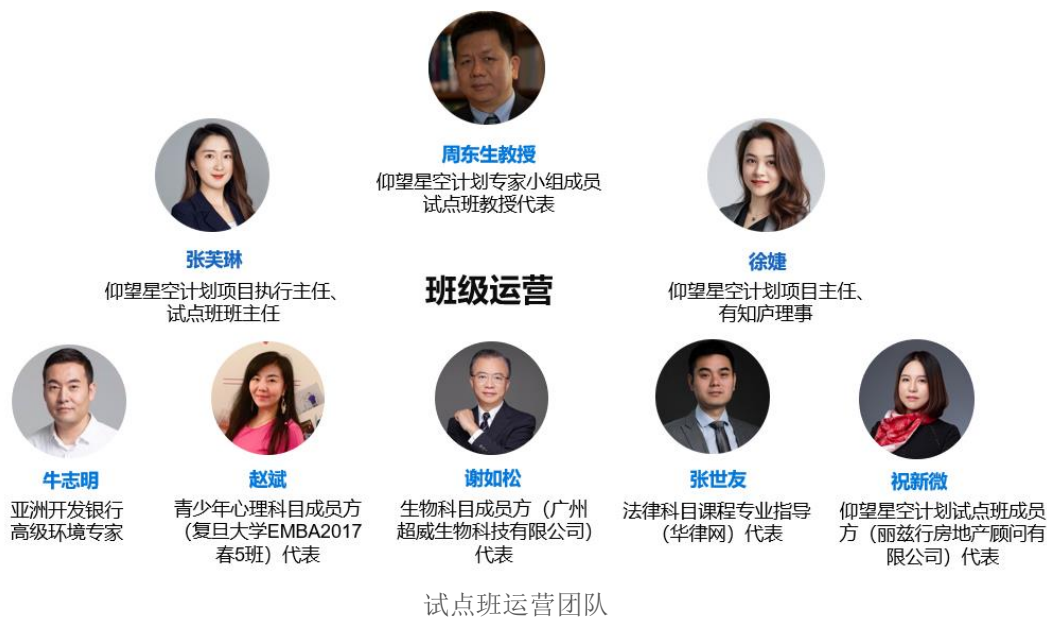 周东生教授
仰望星空计划专家小组成员
试点班教授代表
张芙琳
仰望星空计划项目执行主任、
试点班班主任
班级运营
徐婕
仰望星空计划项目主任、
有知庐理事
牛志明
亚洲开发银行
高级环境专家
赵斌
青少年心理科目成员方
（复旦大学EMBA2017
春5班）代表
谢如松
生物科目成员方（广州
超威生物科技有限公司）
代表
张世友
法律科目课程专业指导
（华律网）代表
祝新微
仰望星空计划试点班成员
方（丽兹行房地产顾问有
限公司）代表
试点班运营团队